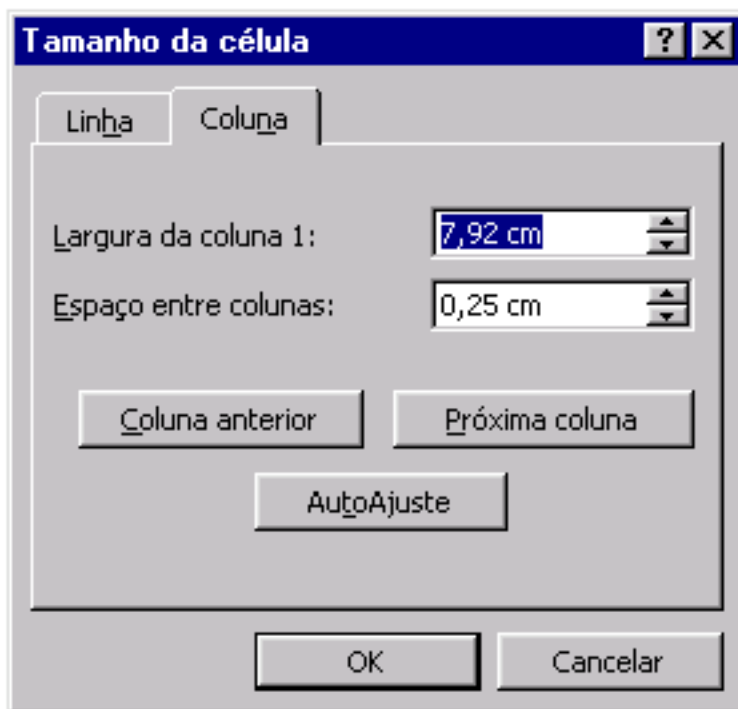 Tamanho da célula ? X
Linha Coluna
Largura da coluna 1: 7,92 cm
Espaço entre colunas: 0,25 cm
Coluna anterior Próxima coluna
AutoAjuste
OK Cancelar